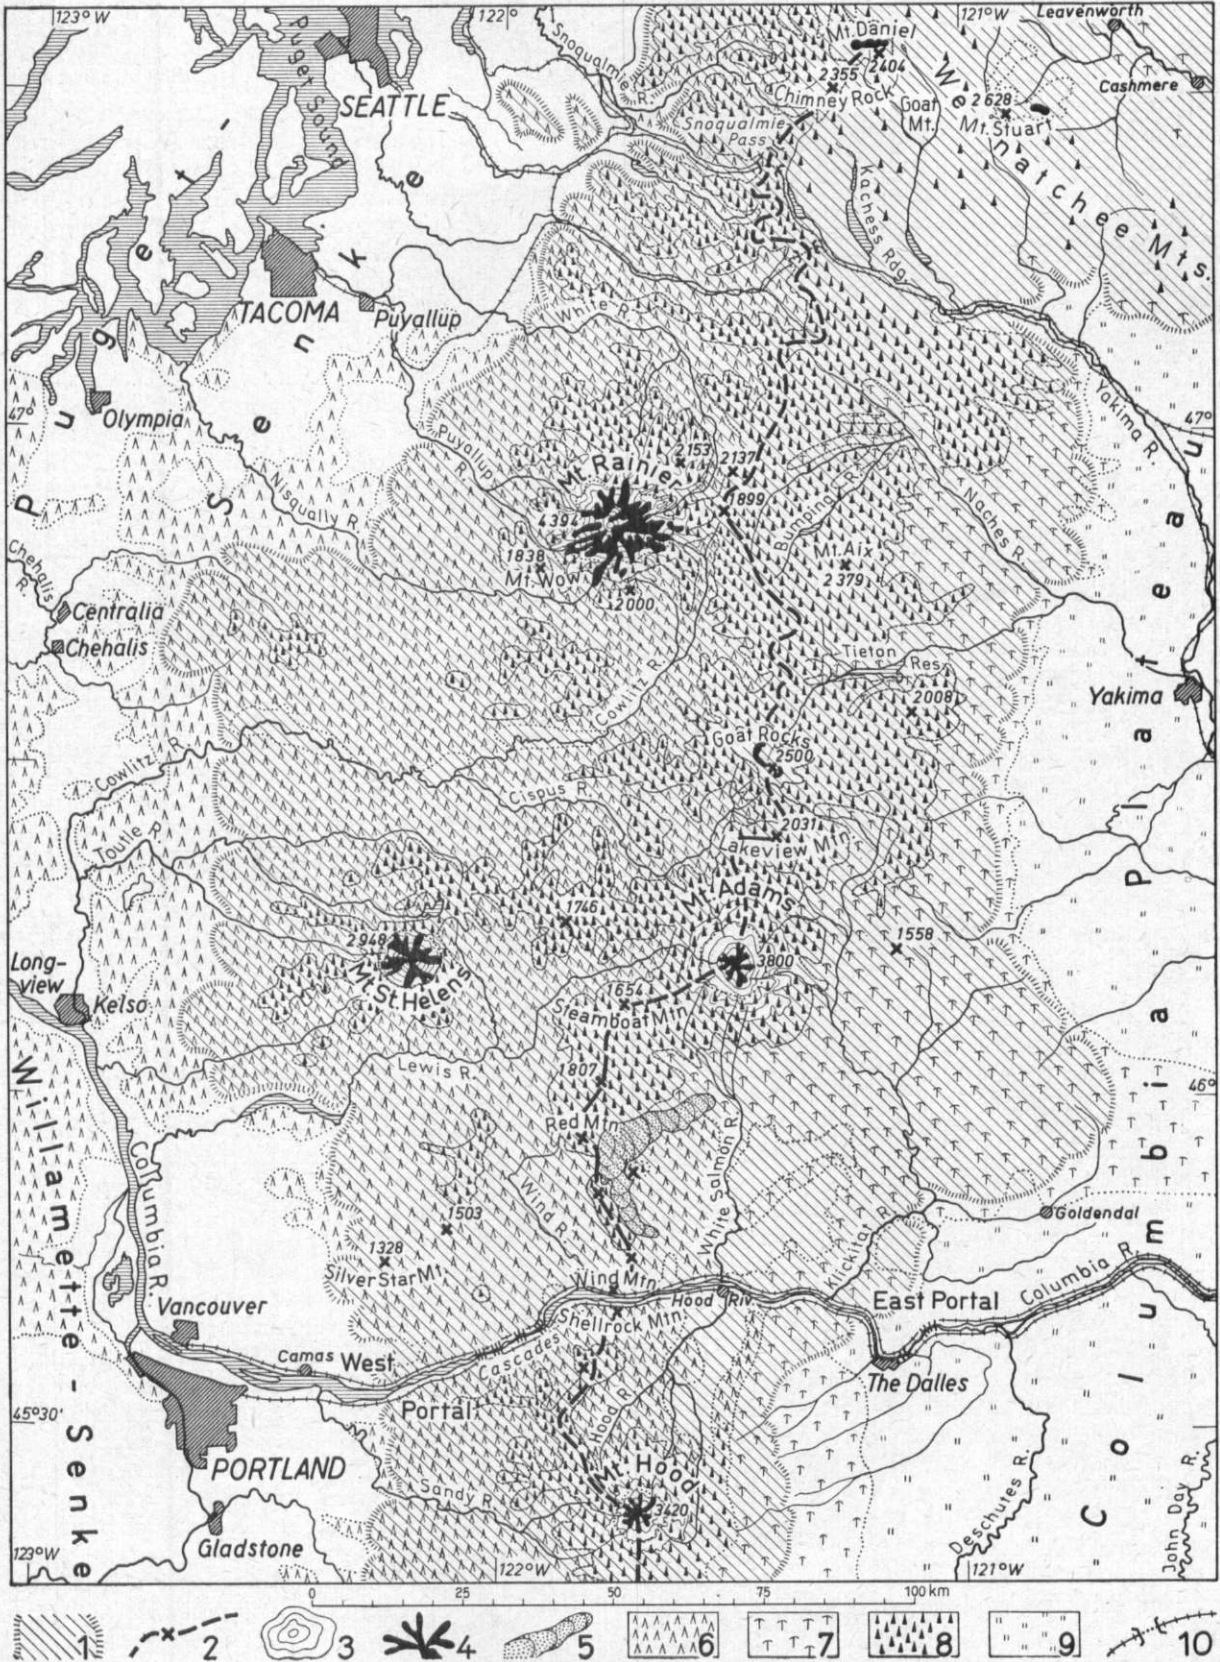 123°W
122°
121°W
Leavenworth
Mt. Daniel
2404
2355
Chimney Rock
Snoqualmie R.
Puget Sound
SEATTLE
Snoqualmie Pass
Goat Mt.
Wenatchee Mts.
2628
Mt. Stuart
Cashmere
Kachess Rdg.
Puget-Senke
TACOMA
Puyallup
White R.
Olympia
47°
47°
Yakima R.
Puyallup R.
Nisqually R.
Mt. Rainier
2153
2137
1899
4394
1838
Mt. Wow
2000
Bumping R.
Mt. Aix
2379
Naches R.
Chehalis R.
Centralia
Chehalis
Tieton Res.
2008
Yakima
Cowlitz R.
Goat Rocks
2500
Cowlitz R.
Cispus R.
2031
Lakeview Mtn.
Toutle R.
Mt. Adams
1746
1558
2948
Mt. St. Helens
3800
1654
Steamboat Mtn.
Longview
Kelso
Lewis R.
1807
46°
Red Mtn.
Willamette-Senke
Columbia R.
Wind R.
White Salmon R.
1503
1328
Silver Star Mt.
Klickitat R.
Goldendal
Columbia R.
Wind Mtn.
Vancouver
Hood Riv.
East Portal
Shellrock Mtn.
Camas
West Portal
Cascades
The Dalles
45°30'
Hood R.
PORTLAND
Mt. Hood
Sandy R.
3420
Gladstone
Deschutes R.
John Day R.
Columbia Plateau
123°W
122°W
121°W
0 25 50 75 100 km
1 2 3 4 5 6 7 8 9 10